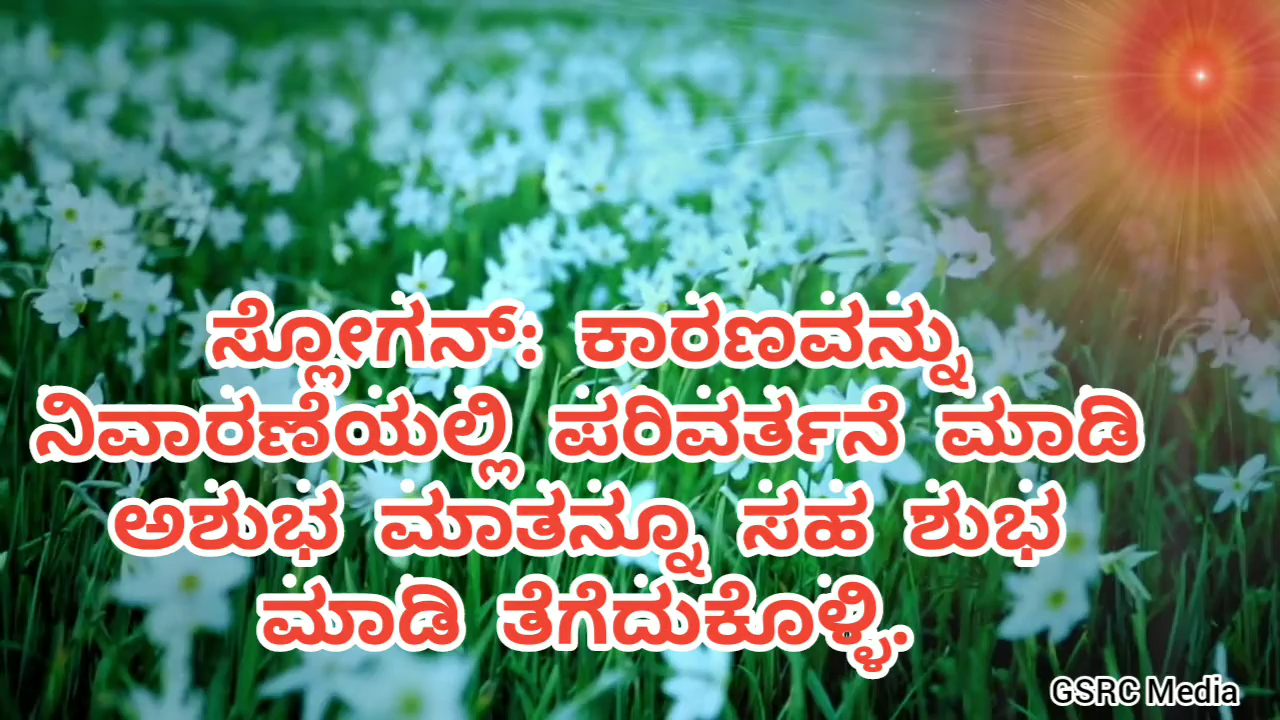 ಸ್ಲೋಗನ್: ಕಾರಣವನ್ನು
ನಿವಾರಣೆಯಲ್ಲಿ ಪರಿವರ್ತನೆ ಮಾಡಿ
ಅಶುಭ ಮಾತನ್ನೂ ಸಹ ಶುಭ
ಮಾಡಿ ತೆಗೆದುಕೊಳ್ಳಿ.
GSRC Media